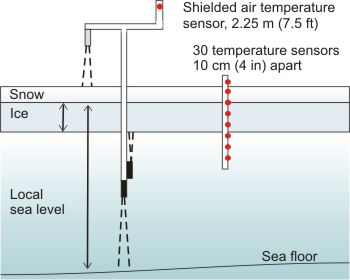 Shielded air temperature
sensor, 2.25 m (7.5 ft)
30 temperature sensors
10 cm (4 in) apart
Snow
Ice
Local
sea level
Sea floor